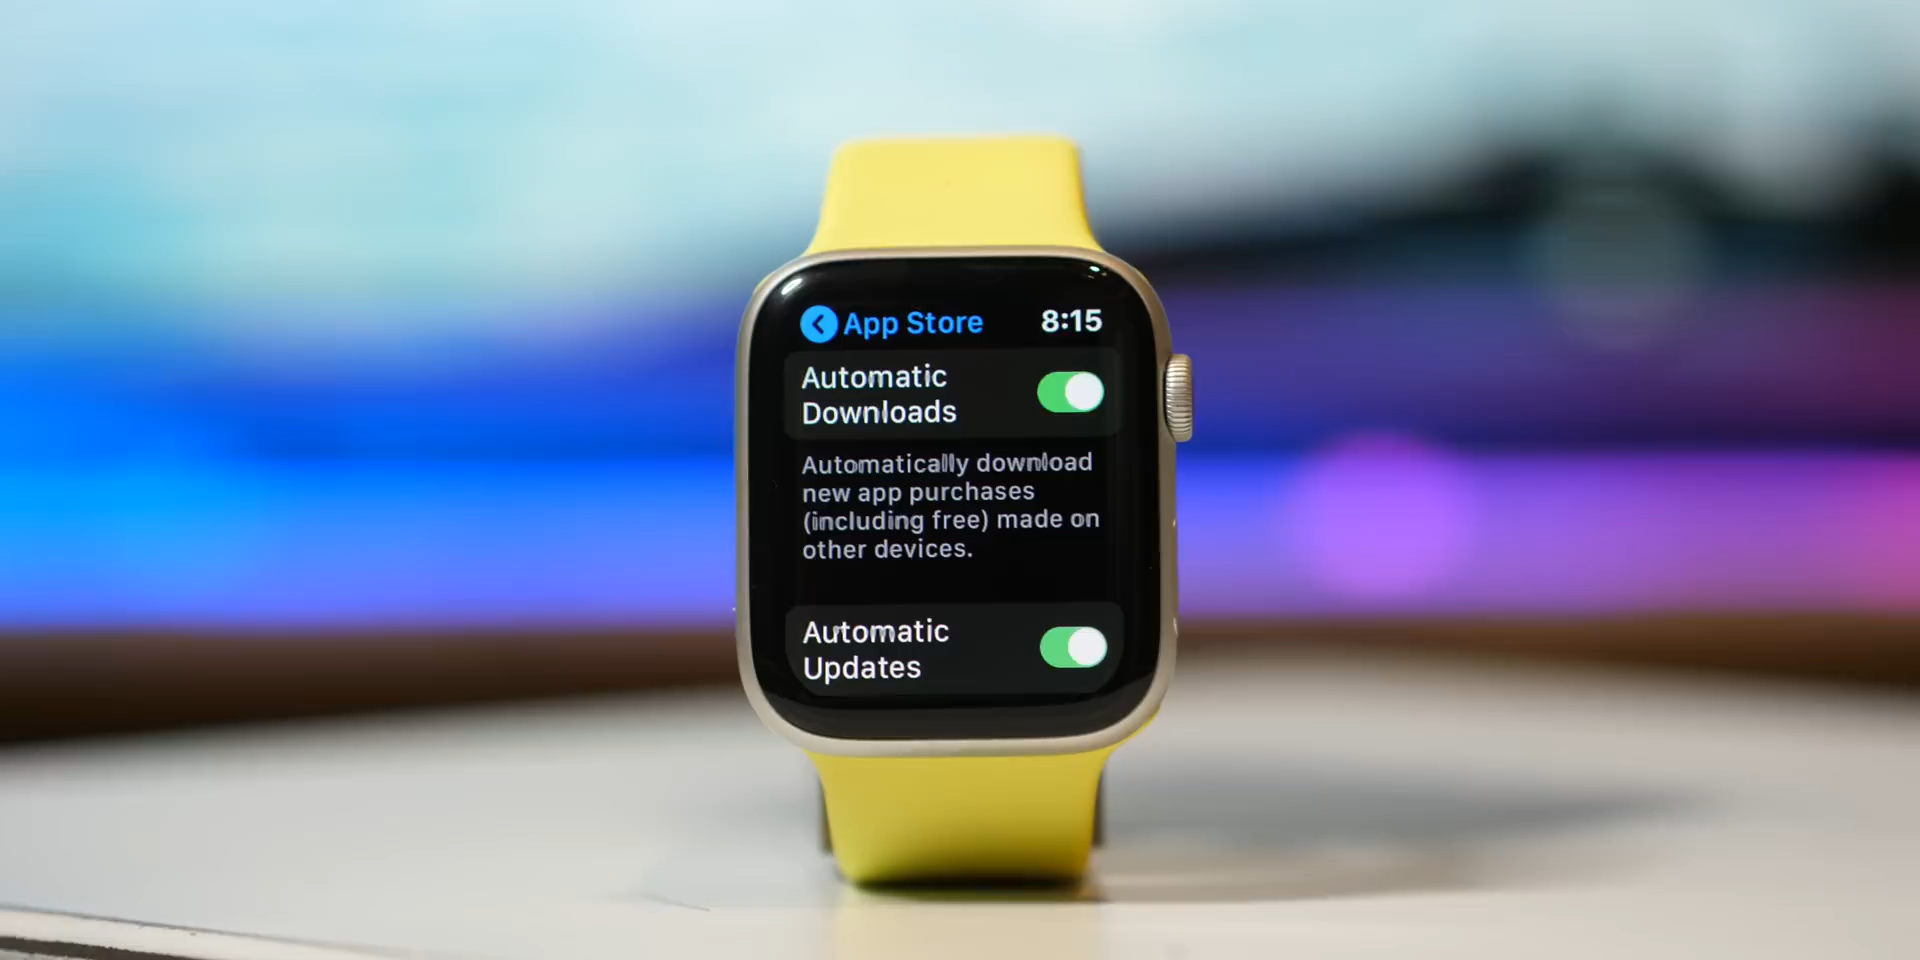 App Store 8:15
Automatic
Downloads
Automatically download
new app purchases
(including free) made on
other devices.
Automatic
Updates